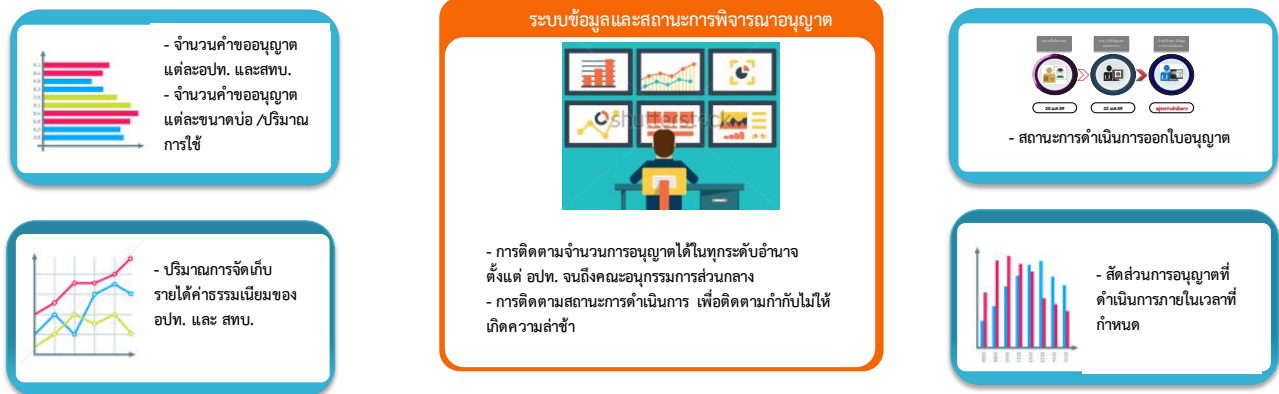 - จำนวนคำขออนุญาต
แต่ละอปท. และสทบ.
- จำนวนคำขออนุญาต
แต่ละขนาดบ่อ /ปริมาณ
การใช้
- ปริมาณการจัดเก็บ
รายได้ค่าธรรมเนียมของ
อปท. และ สทบ.
ระบบข้อมูลและสถานะการพิจารณาอนุญาต
shutterstock
- การติดตามจำนวนการอนุญาตได้ในทุกระดับอำนาจ
ตั้งแต่ อปท. จนถึงคณะอนุกรรมการส่วนกลาง
- การติดตามสถานะการดำเนินการ เพื่อติดตามกำกับไม่ให้
เกิดความล่าช้า
- สถานะการดำเนินการออกใบอนุญาต
- สัดส่วนการอนุญาตที่
ดำเนินการภายในเวลาที่
กำหนด